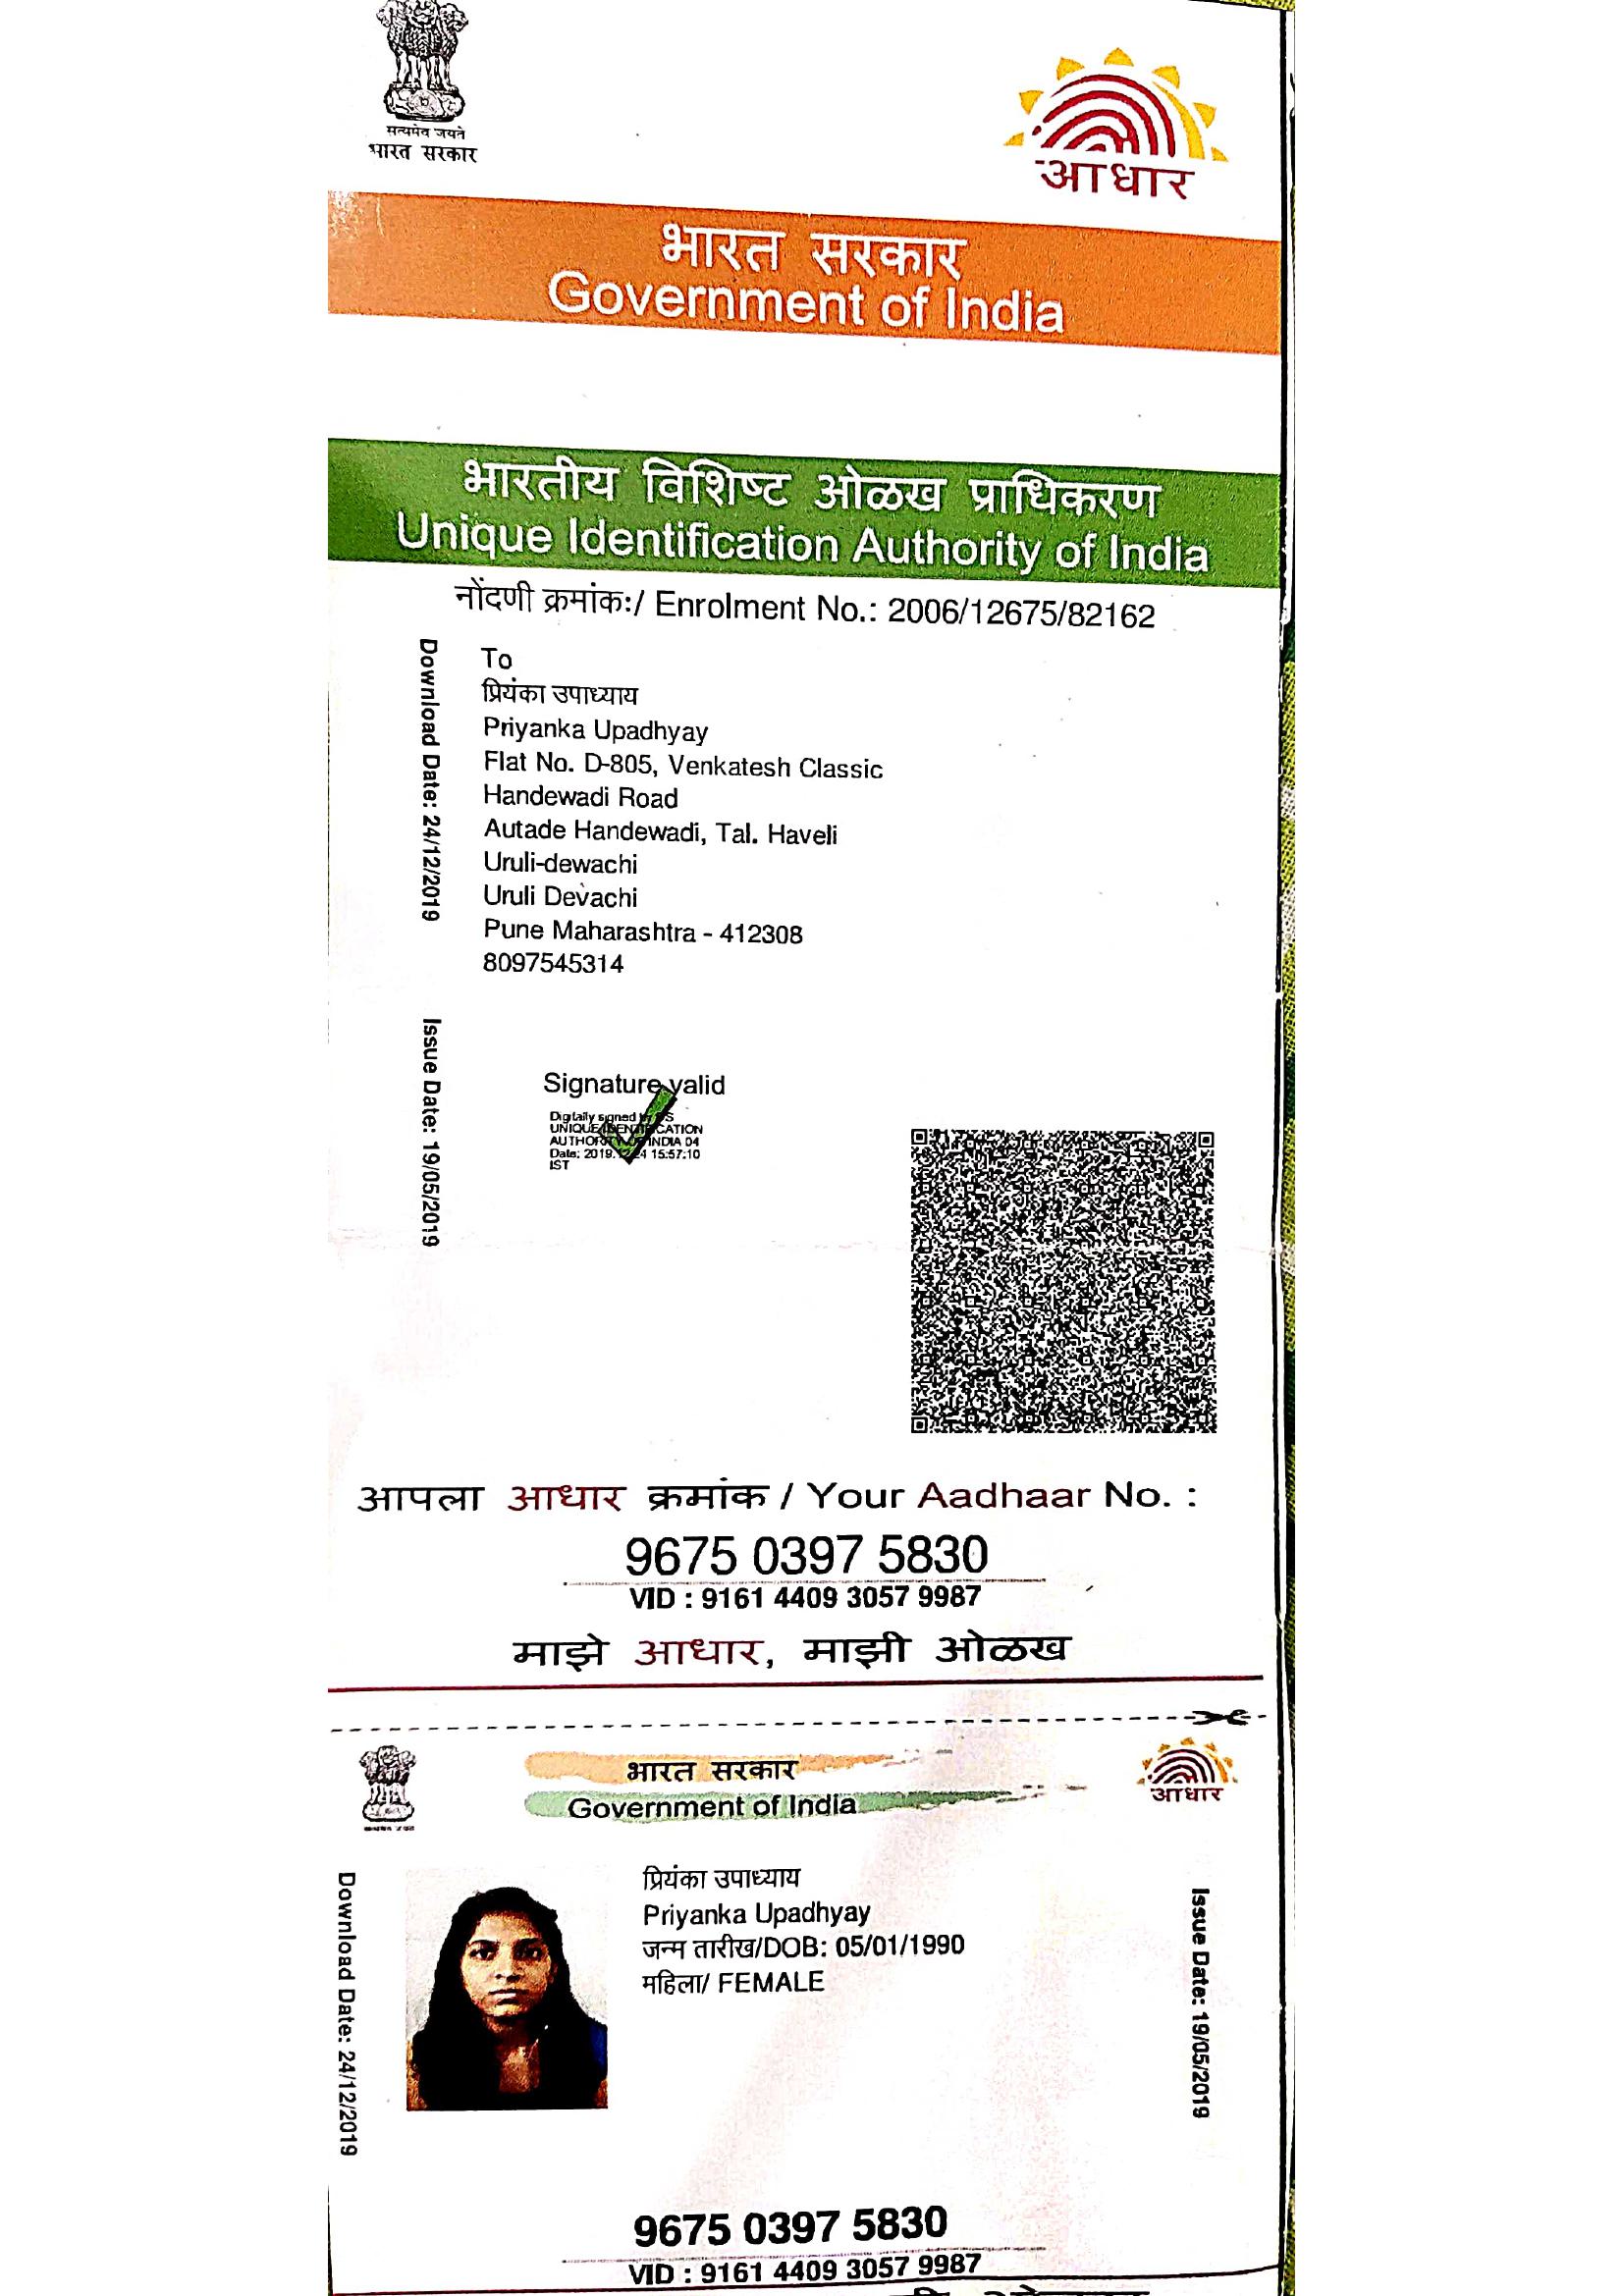 सत्यमेव जयते
भारत सरकार
आधार
भारत सरकार
Government of India
भारतीय विशिष्ट ओळख प्राधिकरण
Unique Identification Authority of India
नोंदणी क्रमांक:/ Enrolment No.: 2006/12675/82162
Download Date: 24/12/2019
Issue Date: 19/05/2019
To
प्रियंका उपाध्याय
Priyanka Upadhyay
Flat No. D-805, Venkatesh Classic
Handewadi Road
Autade Handewadi, Tal. Haveli
Uruli-dewachi
Uruli Devachi
Pune Maharashtra - 412308
8097545314
Signature valid
Digitally signed by DS
UNIQUE IDENTIFICATION
AUTHORITY OF INDIA 04
Date: 2019.12.24 15:57:10
IST
आपला आधार क्रमांक / Your Aadhaar No. :
9675 0397 5830
VID : 9161 4409 3057 9987
माझे आधार, माझी ओळख
भारत सरकार
Government of India
आधार
Download Date: 24/12/2019
प्रियंका उपाध्याय
Priyanka Upadhyay
जन्म तारीख/DOB: 05/01/1990
महिला/ FEMALE
Issue Date: 19/05/2019
9675 0397 5830
VID : 9161 4409 3057 9987